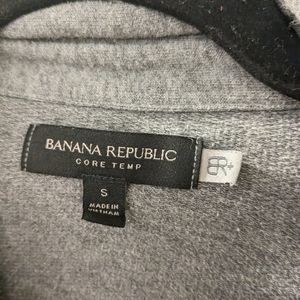 BANANA REPUBLIC
CORE TEMP
BR+
S
MADE IN
VIETNAM